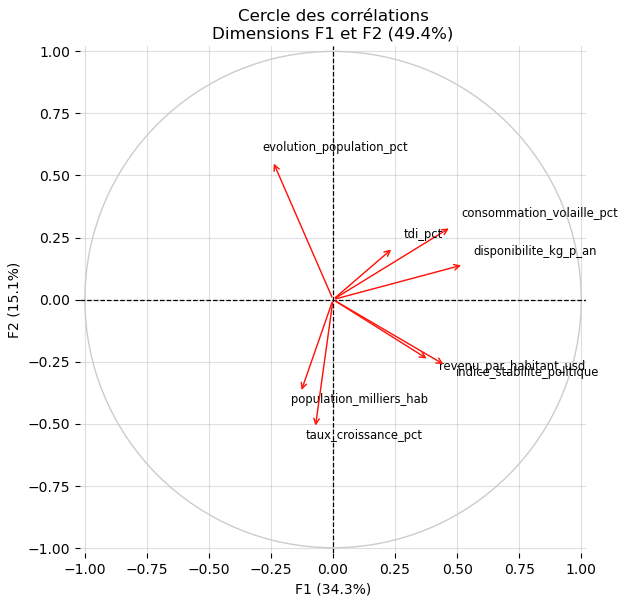 Cercle des corrélations
Dimensions F1 et F2 (49.4%)
1.00
0.75
0.50
0.25
0.00
−0.25
−0.50
−0.75
−1.00
F2 (15.1%)
evolution_population_pct
consommation_volaille_pct
tdi_pct
disponibilite_kg_p_an
revenu_par_habitant_usd
indice_stabilite_politique
population_milliers_hab
taux_croissance_pct
−1.00 −0.75 −0.50 −0.25 0.00 0.25 0.50 0.75 1.00
F1 (34.3%)